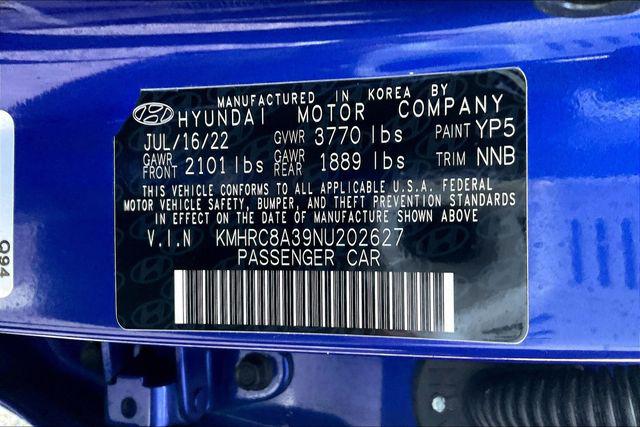 MANUFACTURED IN KOREA BY
HYUNDAI MOTOR COMPANY
JUL/16/22 GVWR 3770 lbs PAINT YP5
GAWR FRONT 2101 lbs GAWR REAR 1889 lbs TRIM NNB
THIS VEHICLE CONFORMS TO ALL APPLICABLE U.S.A. FEDERAL
MOTOR VEHICLE SAFETY, BUMPER, AND THEFT PREVENTION STANDARDS
IN EFFECT ON THE DATE OF MANUFACTURE SHOWN ABOVE
V.I.N KMHRC8A39NU202627
PASSENGER CAR
Q94